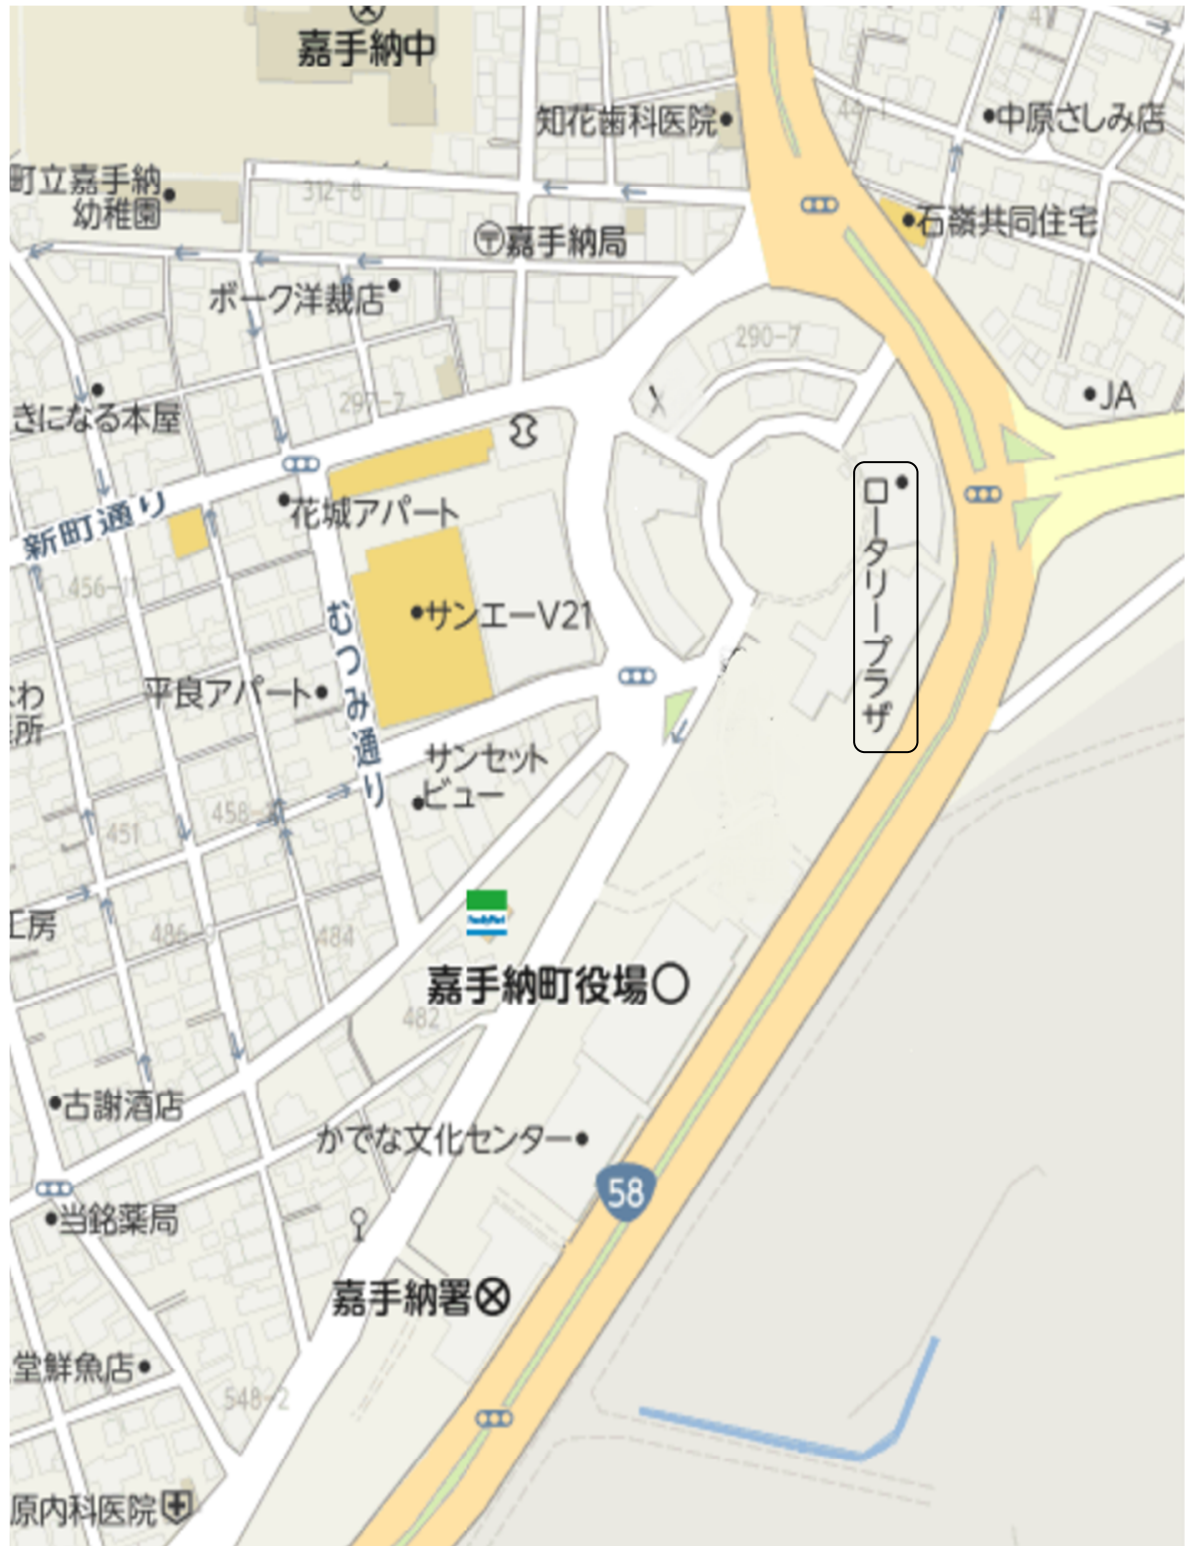 嘉手納中
41
44-1
知花歯科医院
中原さしみ店
町立嘉手納
幼稚園
312-8
石嶺共同住宅
嘉手納局
ボーク洋裁店
290-7
297-7
JA
きになる本屋
新町通り
花城アパート
ロータリープラザ
456-11
サンエーV21
むつみ通り
平良アパート
わ
所
サンセット
ビュー
458-
451
工房
486-9
484
FamilyMart
嘉手納町役場
482
古謝酒店
かでな文化センター
58
当銘薬局
嘉手納署
堂鮮魚店
548-2
原内科医院